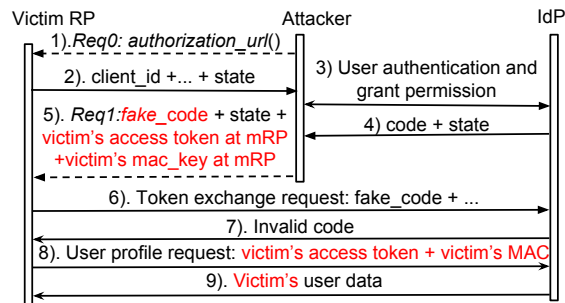 Victim RP Attacker IdP
1).Req0: authorization_url()
2). client_id +... + state
3) User authentication and
grant permission
4) code + state
5). Req1:fake_code + state +
victim's access token at mRP
+victim's mac_key at mRP
6). Token exchange request: fake_code + ...
7). Invalid code
8). User profile request: victim's access token + victim's MAC
9). Victim's user data